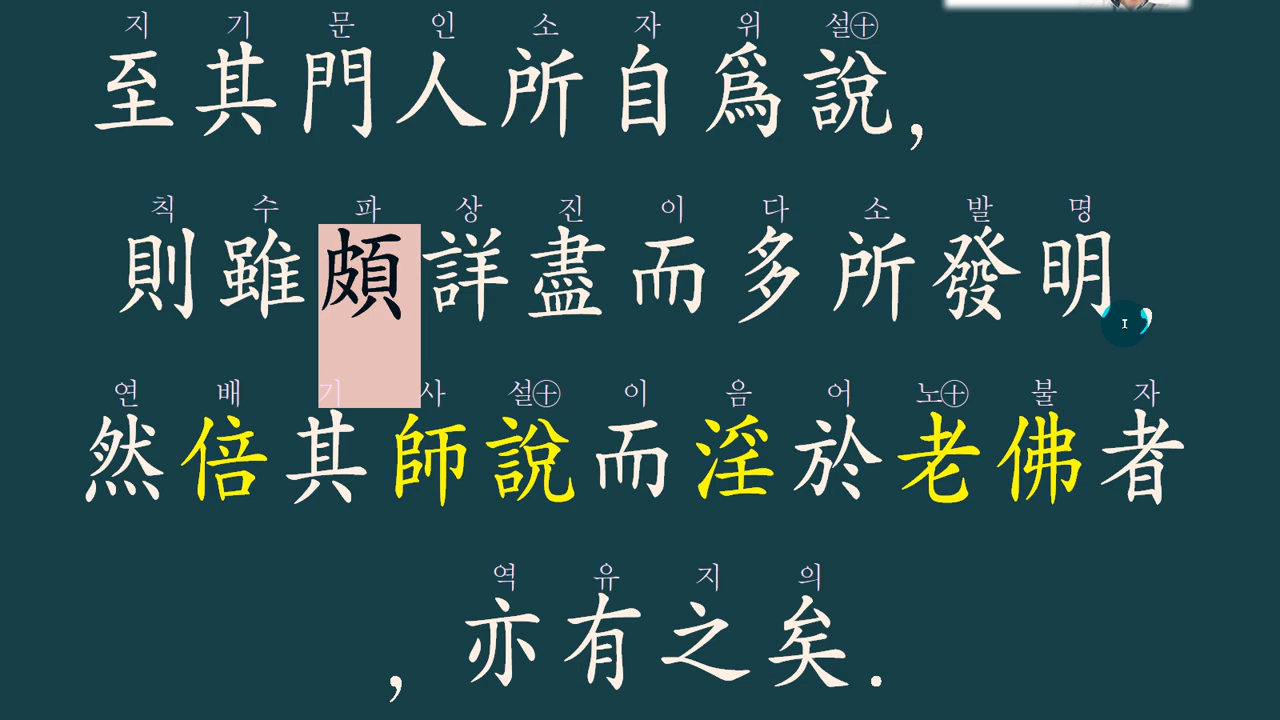 지 기 문 인 소 자 위 설㊉
至其門人所自爲說,
칙 수 파 상 진 이 다 소 발 명
則雖頗詳盡而多所發明,
연 배 기 사 설㊉ 이 음 어 노㊉ 불 자
然倍其師說而淫於老佛者
역 유 지 의
, 亦有之矣.